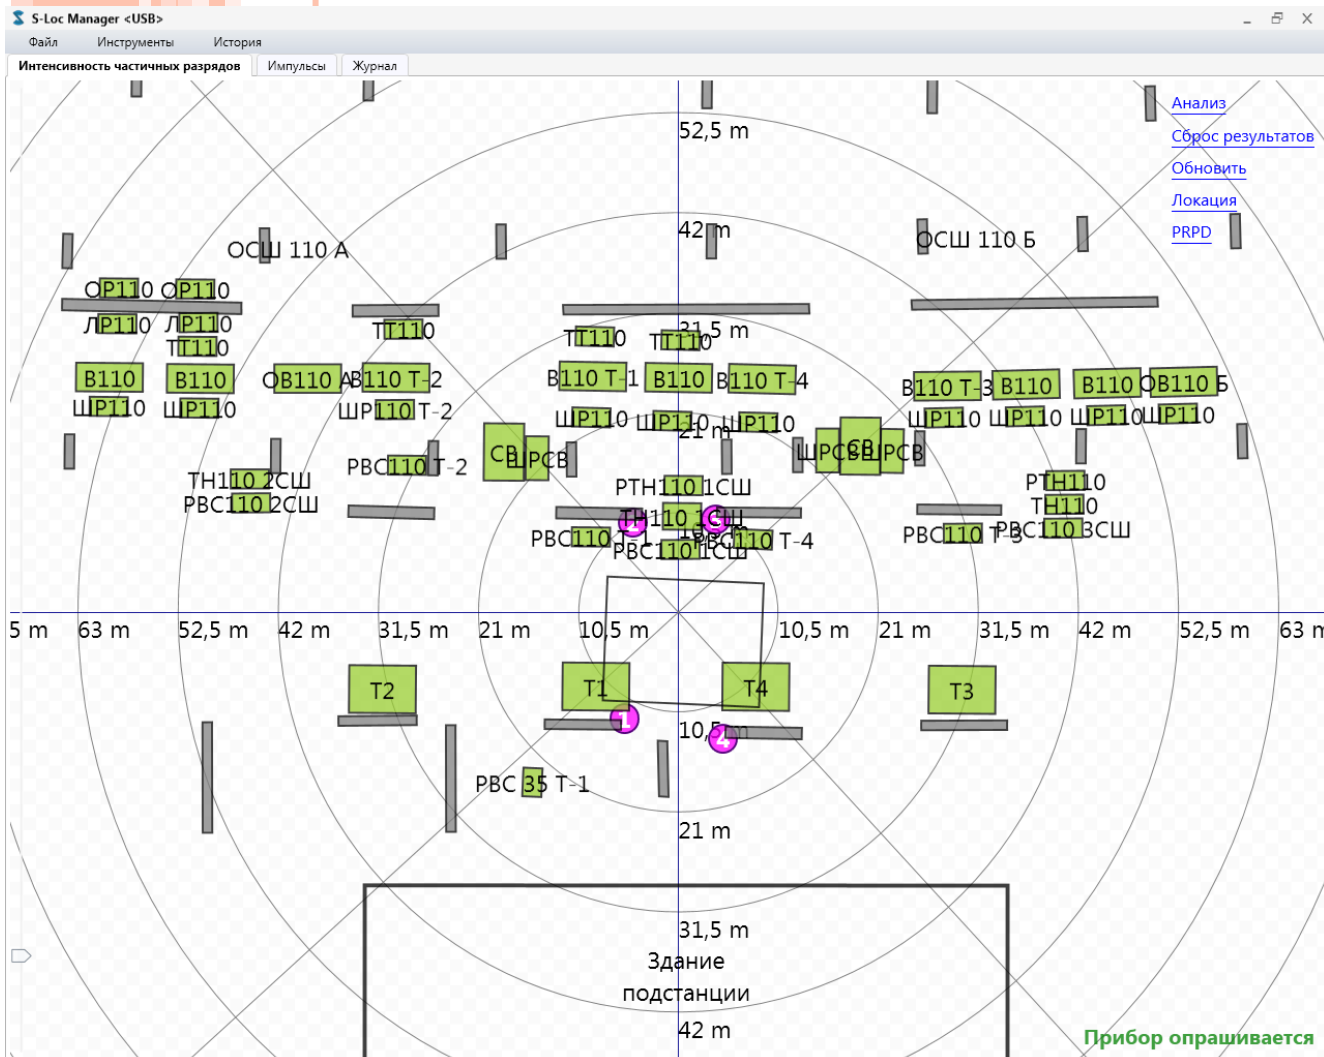 S-Loc Manager <USB>
Файл Инструменты История
Интенсивность частичных разрядов Импульсы Журнал
Анализ
52,5 m
Сброс результатов
Обновить
Локация
42 m
PRPD
ОСШ 110 А
ОСШ 110 Б
ОР110 ОР110
ЛР110 ЛР110 ТТ110 31,5 m
ТТ110 ТТ110 ТТ110
В110 В110 ОВ110 А В110 Т-2 В110 Т-1 В110 В110 Т-4 В110 Т-3 В110 В110 ОВ110 Б
ШР110 ШР110 ШР110 Т-2 ШР110 ШР110 ШР110 ШР110 ШР110 ШР110 ШР110
21 m
СВ ШРСВ ШРСВ СВ ШРСВ
РВС110 Т-2
ТН110 2СШ РТН110 1СШ РТН110
РВС110 2СШ ТН110 1СШ ТН110
2 3
РВС110 Т-1 РВС110 Т-4 РВС110 Т-3 РВС110 3СШ
РВС110 1СШ
5 m 63 m 52,5 m 42 m 31,5 m 21 m 10,5 m 10,5 m 21 m 31,5 m 42 m 52,5 m 63 m
Т2 Т1 Т4 Т3
1 10,5 m
4
РВС 35 Т-1
21 m
31,5 m
Здание
подстанции
42 m
Прибор опрашивается